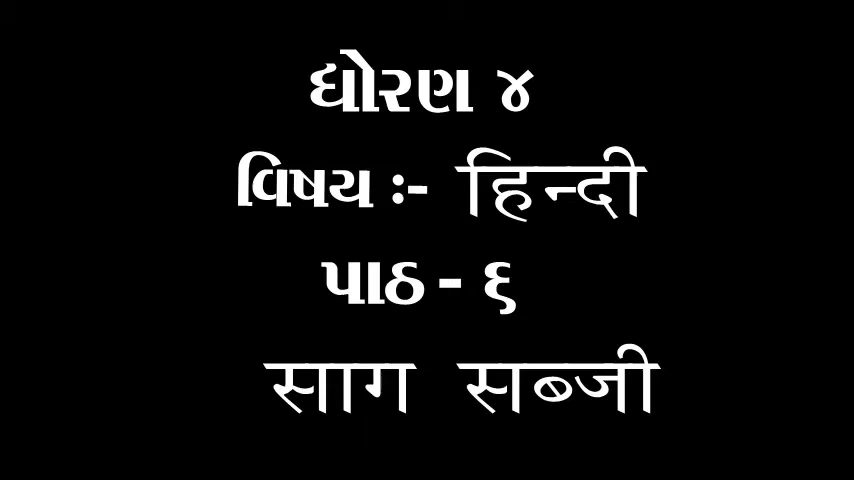 ધોરણ ૪
વિષય ઃ- हिन्दी
પાઠ - ૬
साग सब्जी